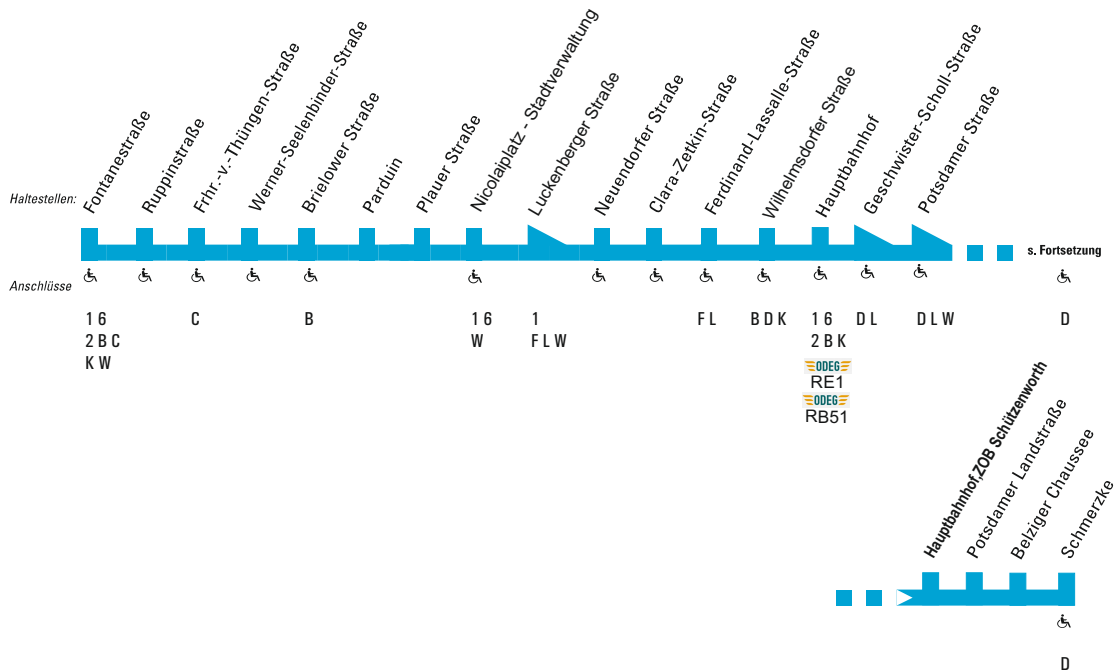 Haltestellen:
Fontanestraße
Ruppinstraße
Frhr.-v.-Thüngen-Straße
Werner-Seelenbinder-Straße
Brielower Straße
Parduin
Plauer Straße
Nicolaiplatz - Stadtverwaltung
Luckenberger Straße
Neuendorfer Straße
Clara-Zetkin-Straße
Ferdinand-Lassalle-Straße
Wilhelmsdorfer Straße
Hauptbahnhof
Geschwister-Scholl-Straße
Potsdamer Straße
s. Fortsetzung
Anschlüsse
1 6
2 B C
K W
C
B
1 6
W
1
F L W
F L
B D K
1 6
2 B K
ODEG
RE1
ODEG
RB51
D L
D L W
D
Hauptbahnhof,ZOB Schützenworth
Potsdamer Landstraße
Belziger Chaussee
Schmerzke
D